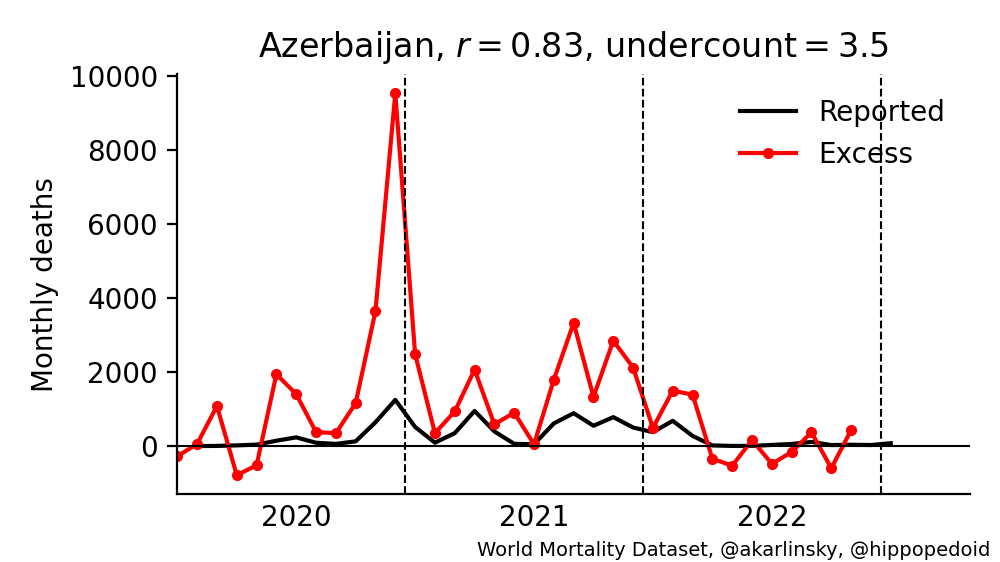 Azerbaijan, r = 0.83, undercount = 3.5
10000
8000
6000
4000
2000
0
Monthly deaths
Reported
Excess
2020 2021 2022
World Mortality Dataset, @akarlinsky, @hippopedoid